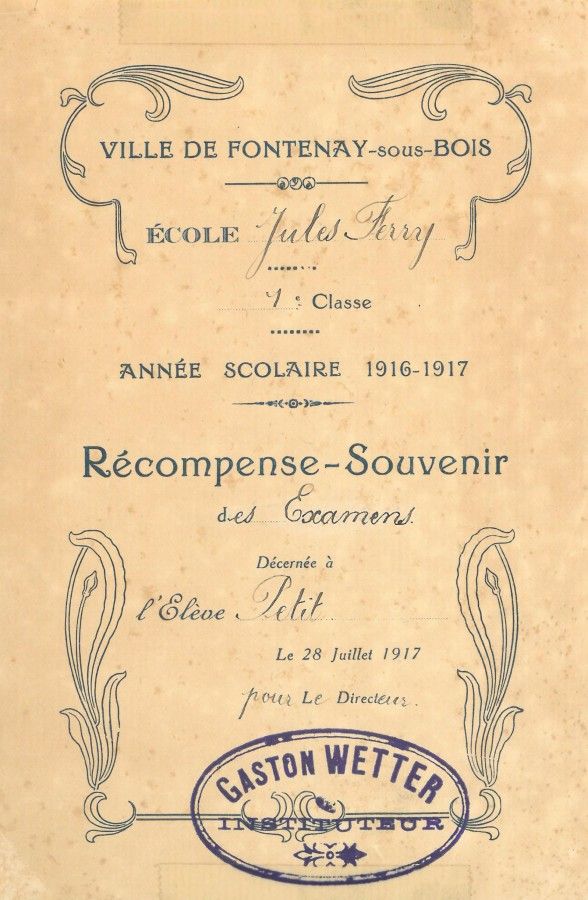 VILLE DE FONTENAY-sous-BOIS
ÉCOLE Jules Ferry
1e Classe
ANNÉE SCOLAIRE 1916-1917
Récompense-Souvenir
des Examens
Décernée à
l'Elève Petit
Le 28 Juillet 1917
pour Le Directeur.
GASTON WETTER
INSTITUTEUR